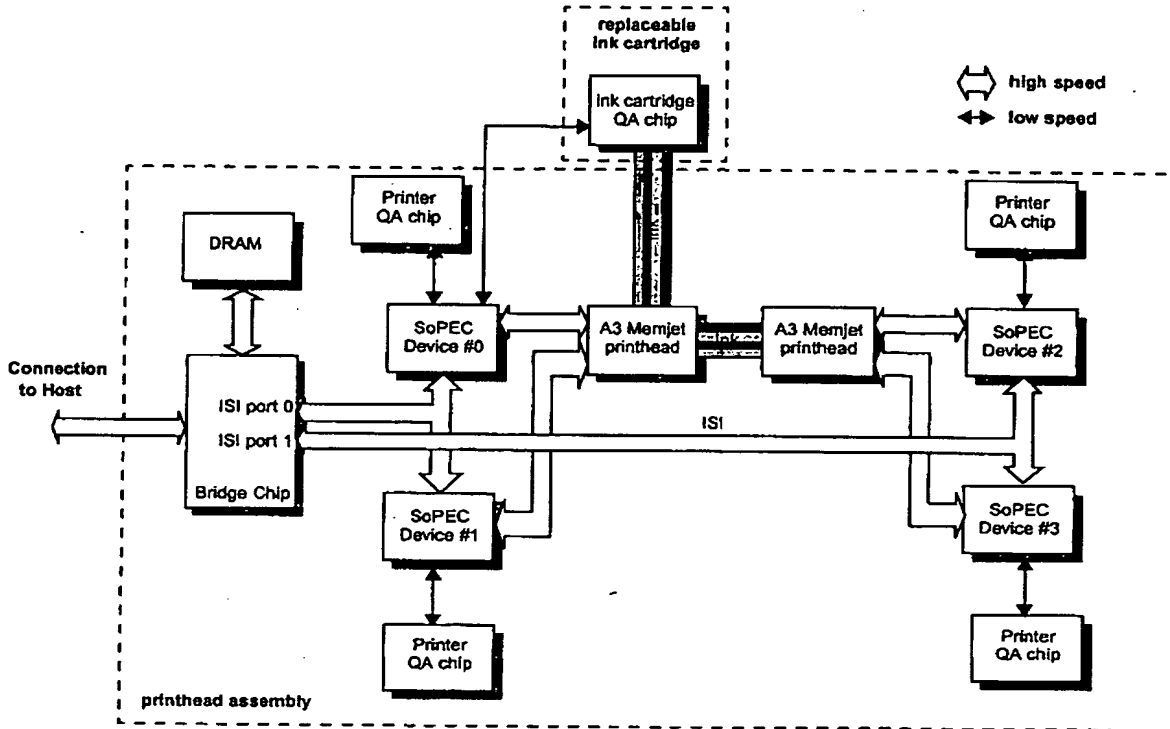 replaceable
ink cartridge
ink cartridge
QA chip
high speed
low speed
Printer
QA chip
Printer
QA chip
DRAM
ink
SoPEC
Device #0
A3 Memjet
printhead
ink
A3 Memjet
printhead
SoPEC
Device #2
Connection
to Host
ISI port 0
ISI port 1
ISI
Bridge Chip
SoPEC
Device #1
SoPEC
Device #3
Printer
QA chip
Printer
QA chip
printhead assembly